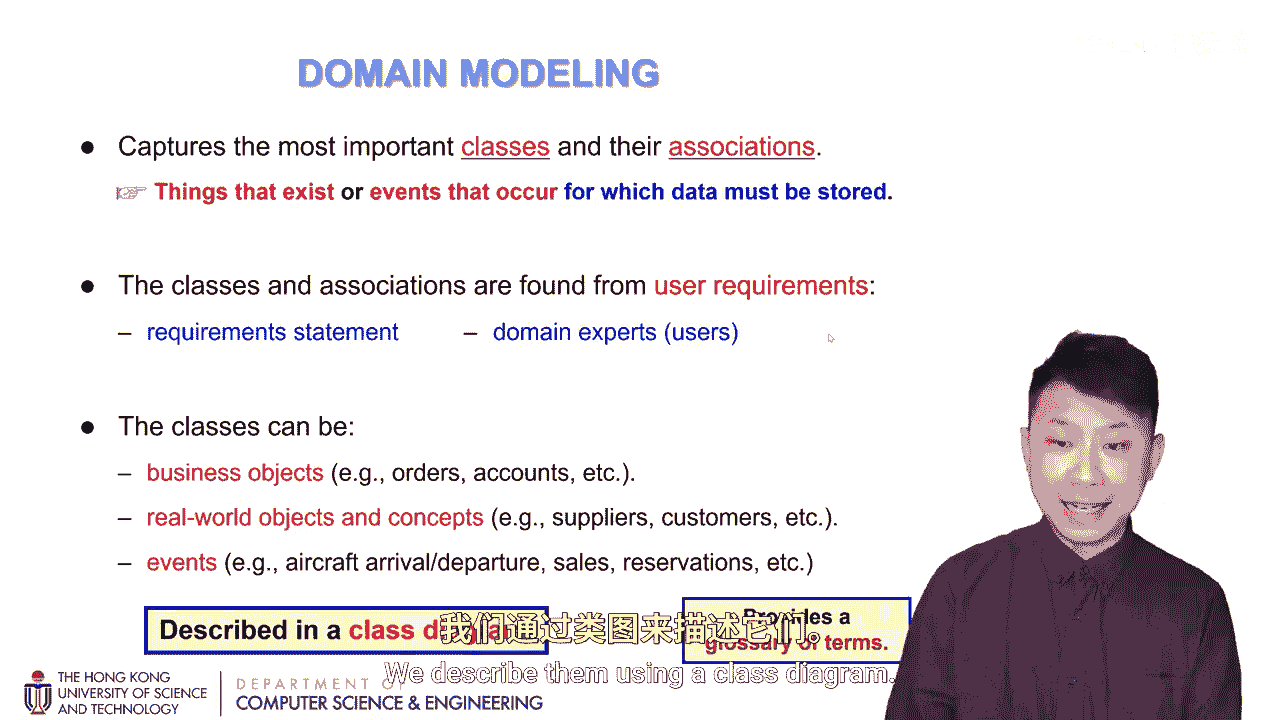 DOMAIN MODELING
● Captures the most important classes and their associations.
☞ Things that exist or events that occur for which data must be stored.
● The classes and associations are found from user requirements:
– requirements statement – domain experts (users)
● The classes can be:
– business objects (e.g., orders, accounts, etc.).
– real-world objects and concepts (e.g., suppliers, customers, etc.).
– events (e.g., aircraft arrival/departure, sales, reservations, etc.)
Described in a class
Provides a
glossary of terms.
我们通过类图来描述它们。
We describe them using a class diagram.
THE HONG KONG
UNIVERSITY OF SCIENCE
AND TECHNOLOGY
DEPARTMENT OF
COMPUTER SCIENCE & ENGINEERING